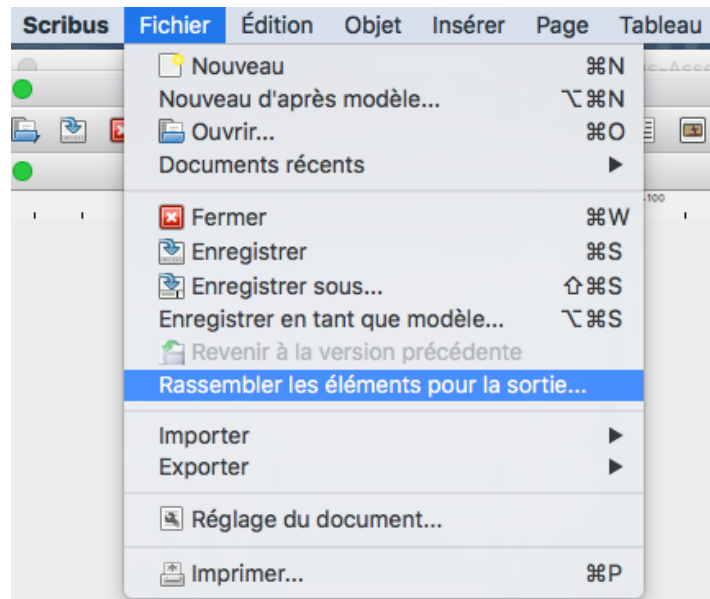 Scribus Fichier Édition Objet Insérer Page Tableau
Nouveau ⌘N
Nouveau d'après modèle... ⌥⌘N
Ouvrir... ⌘O
Documents récents ▶
100
Fermer ⌘W
Enregistrer ⌘S
Enregistrer sous... ⇧⌘S
Enregistrer en tant que modèle... ⌥⌘S
Revenir à la version précédente
Rassembler les éléments pour la sortie...
Importer ▶
Exporter ▶
Réglage du document...
Imprimer... ⌘P